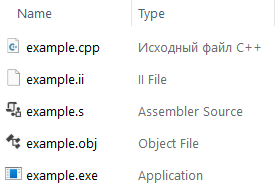 Name Type
example.cpp Исходный файл C++
example.ii II File
example.s Assembler Source
example.obj Object File
example.exe Application